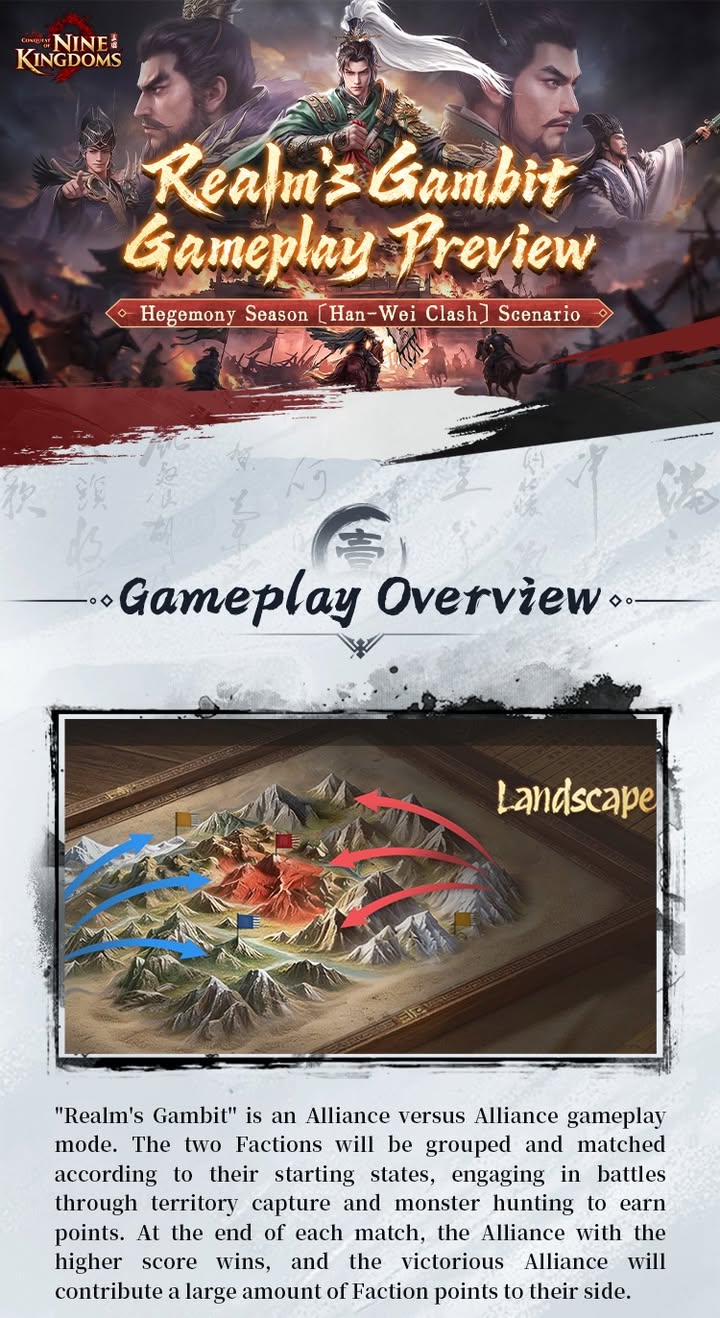 CONQUEST OF NINE KINGDOMS
Realm's Gambit
Gameplay Preview
Hegemony Season [Han-Wei Clash] Scenario
壹
Gameplay Overview
Landscape
"Realm's Gambit" is an Alliance versus Alliance gameplay
mode. The two Factions will be grouped and matched
according to their starting states, engaging in battles
through territory capture and monster hunting to earn
points. At the end of each match, the Alliance with the
higher score wins, and the victorious Alliance will
contribute a large amount of Faction points to their side.